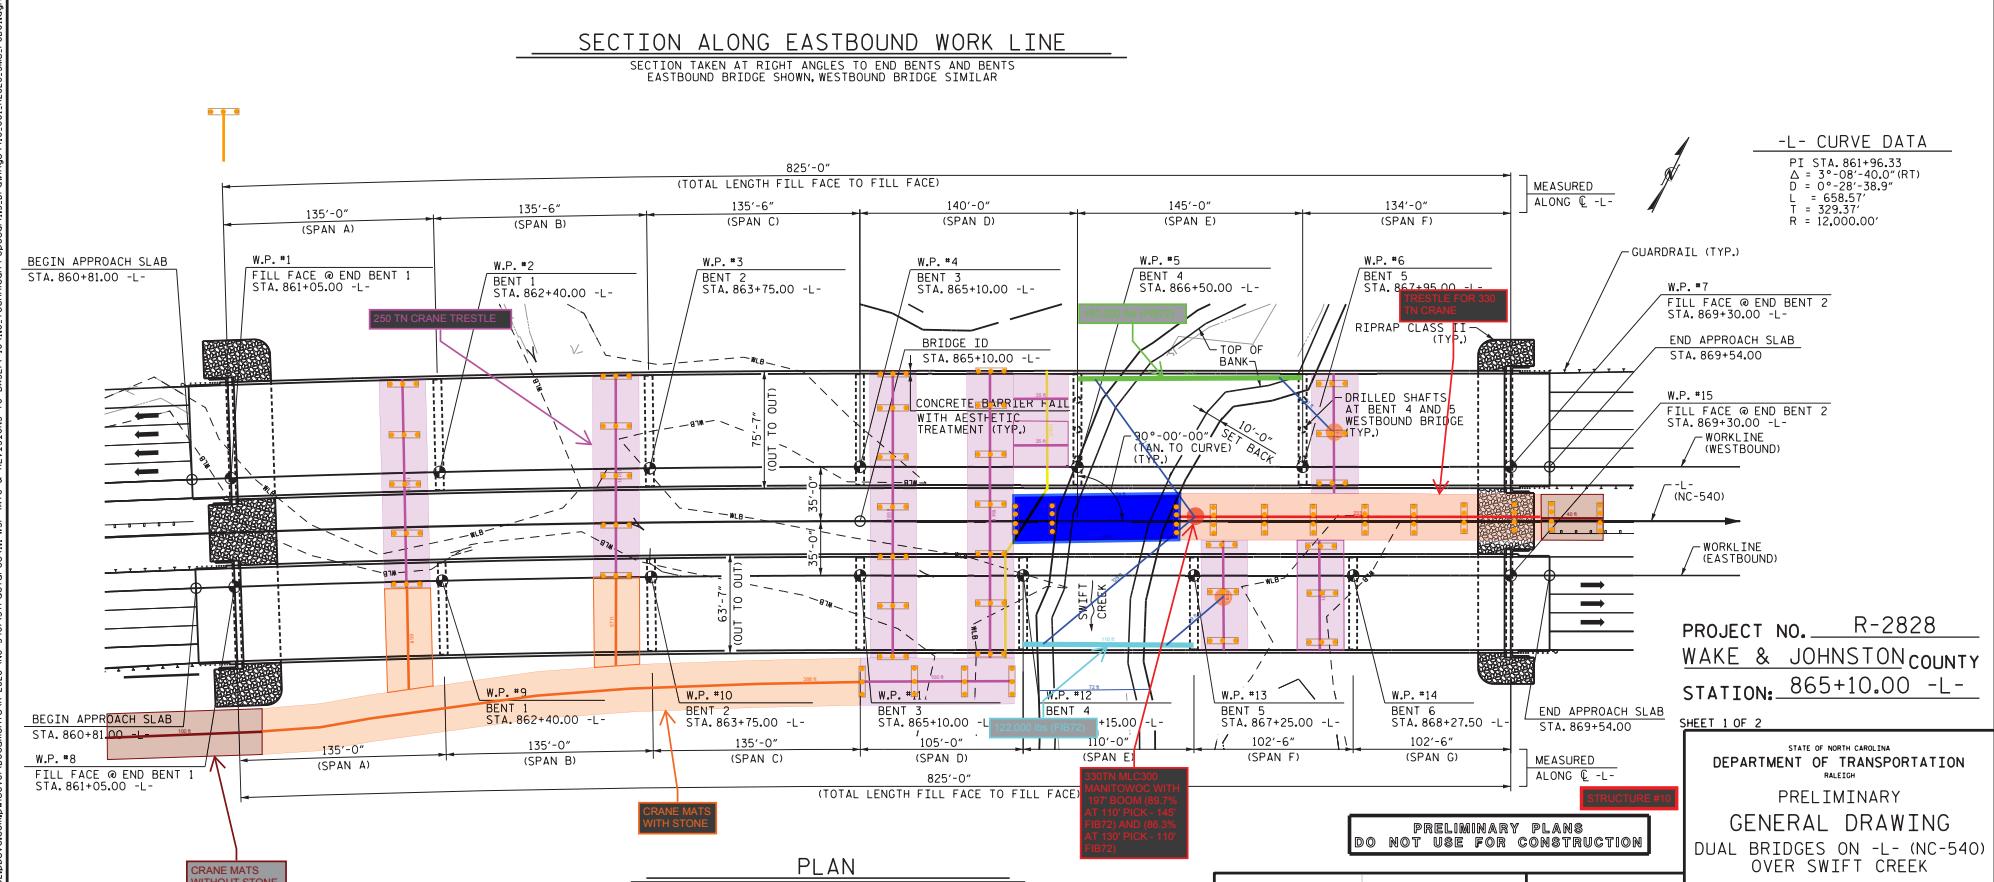 SECTION ALONG EASTBOUND WORK LINE
SECTION TAKEN AT RIGHT ANGLES TO END BENTS AND BENTS
EASTBOUND BRIDGE SHOWN, WESTBOUND BRIDGE SIMILAR
-L- CURVE DATA
PI STA. 861+96.33
Δ = 3°-08'-40.0"(RT)
D = 0°-28'-38.9"
L = 658.57'
T = 329.37'
R = 12,000.00'
825'-0"
(TOTAL LENGTH FILL FACE TO FILL FACE)
MEASURED
ALONG ℄ -L-
135'-0"
(SPAN A)
135'-6"
(SPAN B)
135'-6"
(SPAN C)
140'-0"
(SPAN D)
145'-0"
(SPAN E)
134'-0"
(SPAN F)
BEGIN APPROACH SLAB
STA. 860+81.00 -L-
W.P. #1
FILL FACE @ END BENT 1
STA. 861+05.00 -L-
W.P. #2
BENT 1
STA. 862+40.00 -L-
W.P. #3
BENT 2
STA. 863+75.00 -L-
W.P. #4
BENT 3
STA. 865+10.00 -L-
W.P. #5
BENT 4
STA. 866+50.00 -L-
W.P. #6
BENT 5
STA. 867+95.00 -L-
GUARDRAIL (TYP.)
W.P. #7
FILL FACE @ END BENT 2
STA. 869+30.00 -L-
END APPROACH SLAB
STA. 869+54.00
W.P. #15
FILL FACE @ END BENT 2
STA. 869+30.00 -L-
WORKLINE
(WESTBOUND)
-L-
(NC-540)
WORKLINE
(EASTBOUND)
250 TN CRANE TRESTLE
TRESTLE FOR 330
TN CRANE
RIPRAP CLASS II
(TYP.)
BRIDGE ID
STA. 865+10.00 -L-
TOP OF
BANK
CONCRETE BARRIER RAIL
WITH AESTHETIC
TREATMENT (TYP.)
DRILLED SHAFTS
AT BENT 4 AND 5
WESTBOUND BRIDGE
(TYP.)
10'-0"
SET BACK
90°-00'-00"
(TAN. TO CURVE)
(TYP.)
75'-7"
(OUT TO OUT)
35'-0"
35'-0"
63'-7"
(OUT TO OUT)
WLB
WLB
WLB
WLB
WLB
WLB
WLB
SWIFT
CREEK
BEGIN APPROACH SLAB
STA. 860+81.00 -L-
W.P. #8
FILL FACE @ END BENT 1
STA. 861+05.00 -L-
W.P. #9
BENT 1
STA. 862+40.00 -L-
W.P. #10
BENT 2
STA. 863+75.00 -L-
W.P. #11
BENT 3
STA. 865+10.00 -L-
W.P. #12
BENT 4
+15.00 -L-
W.P. #13
BENT 5
STA. 867+25.00 -L-
W.P. #14
BENT 6
STA. 868+27.50 -L-
END APPROACH SLAB
STA. 869+54.00
135'-0"
(SPAN A)
135'-0"
(SPAN B)
135'-0"
(SPAN C)
105'-0"
(SPAN D)
110'-0"
(SPAN E)
102'-6"
(SPAN F)
102'-6"
(SPAN G)
825'-0"
(TOTAL LENGTH FILL FACE TO FILL FACE)
MEASURED
ALONG ℄ -L-
CRANE MATS
WITHOUT STONE
CRANE MATS
WITH STONE
330TN MLC300
MANITOWOC WITH
197' BOOM (89.7%
AT 110' PICK - 145'
FIB72) AND (86.3%
AT 130' PICK - 110'
FIB72)
STRUCTURE #10
PLAN
PRELIMINARY PLANS
DO NOT USE FOR CONSTRUCTION
PROJECT NO. R-2828
WAKE & JOHNSTON COUNTY
STATION: 865+10.00 -L-
SHEET 1 OF 2
STATE OF NORTH CAROLINA
DEPARTMENT OF TRANSPORTATION
RALEIGH
PRELIMINARY
GENERAL DRAWING
DUAL BRIDGES ON -L- (NC-540)
OVER SWIFT CREEK